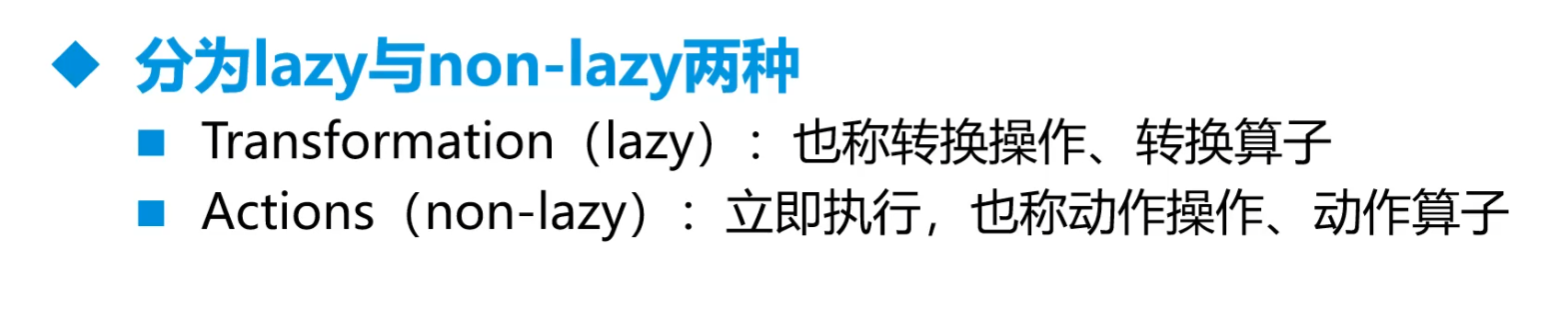 分为lazy与non-lazy两种
Transformation（lazy）：也称转换操作、转换算子
Actions（non-lazy）：立即执行，也称动作操作、动作算子